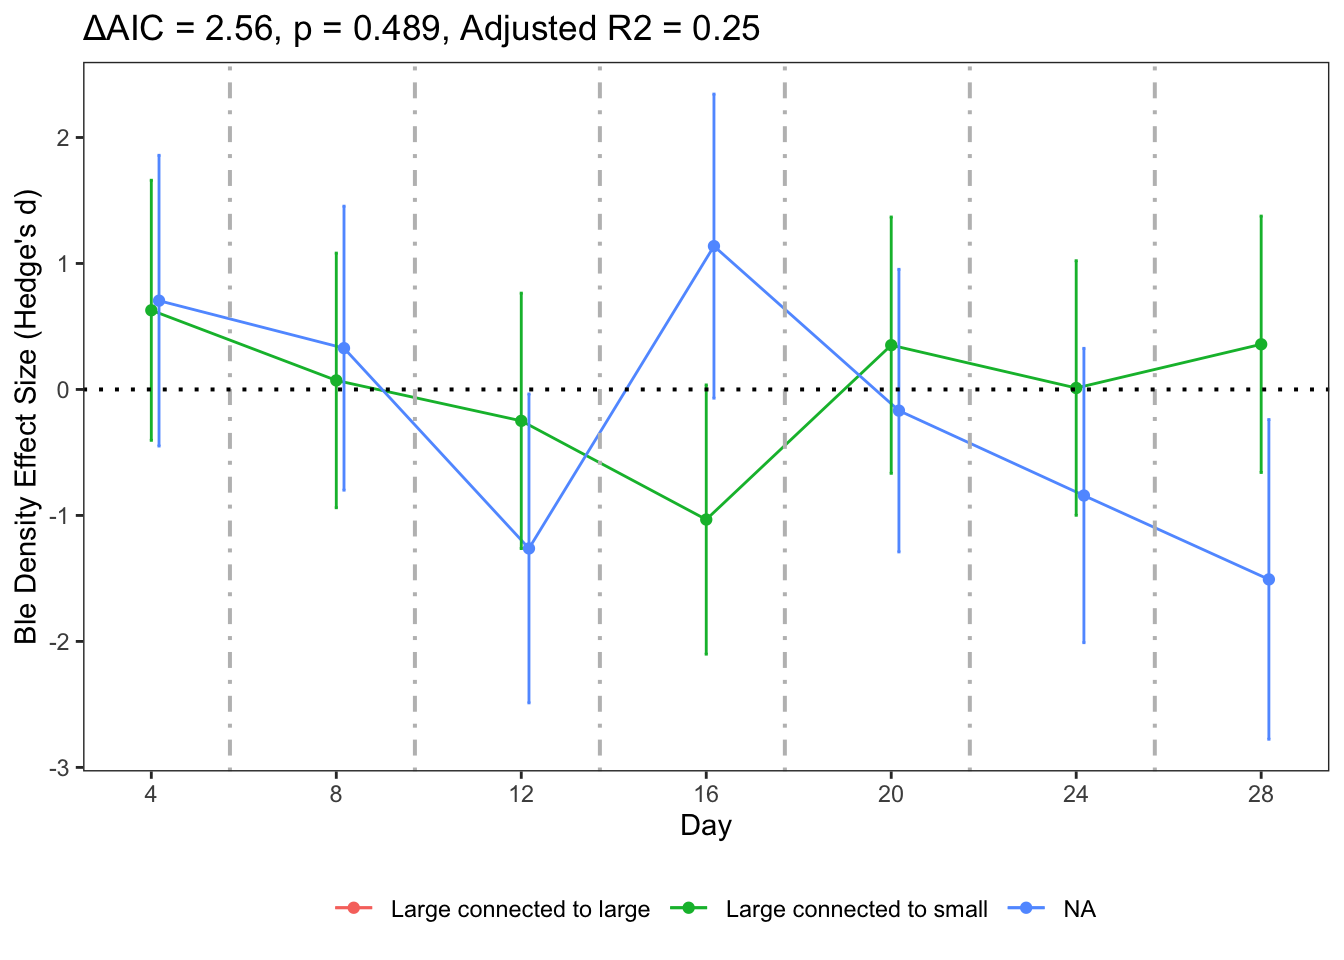 ΔAIC = 2.56, p = 0.489, Adjusted R2 = 0.25
Ble Density Effect Size (Hedge's d)
2
1
0
-1
-2
-3
4 8 12 16 20 24 28
Day
Large connected to large Large connected to small NA